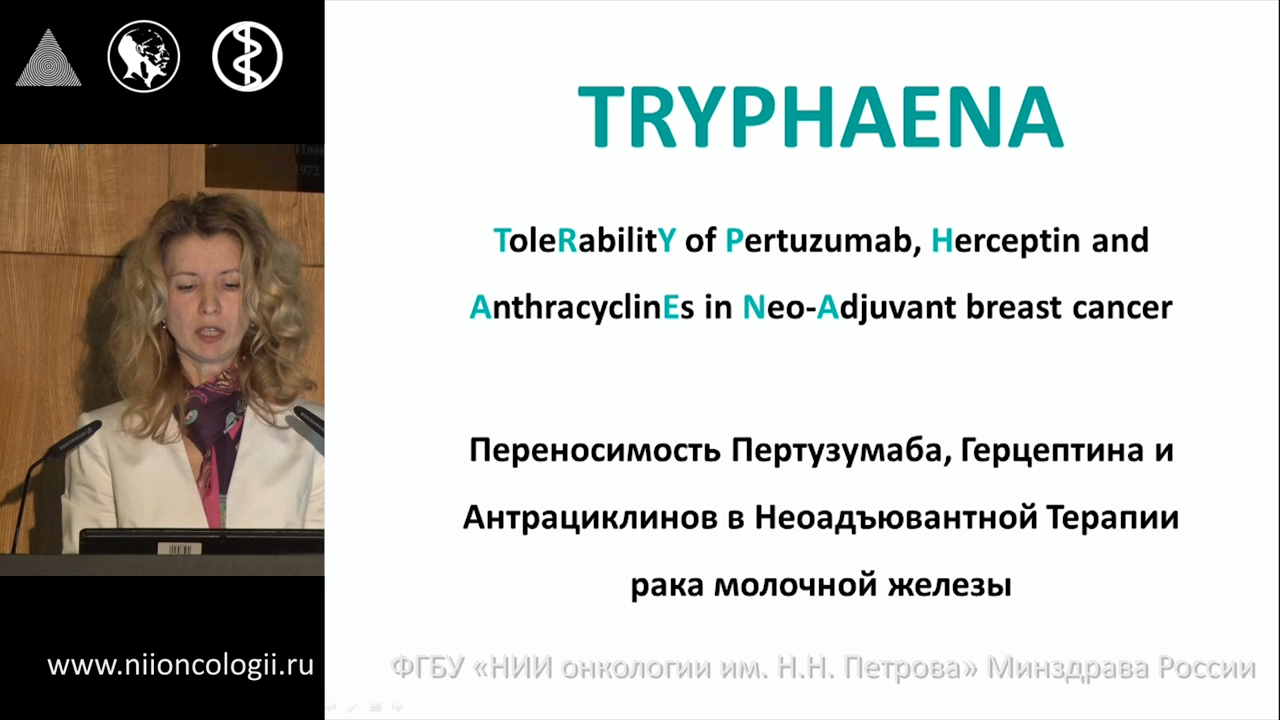 TRYPHAENA
ToleRabilitY of Pertuzumab, Herceptin and
AnthracyclinEs in Neo-Adjuvant breast cancer
Переносимость Пертузумаба, Герцептина и
Антрациклинов в Неоадъювантной Терапии
рака молочной железы
www.niioncologii.ru
ФГБУ «НИИ онкологии им. Н.Н. Петрова» Минздрава России